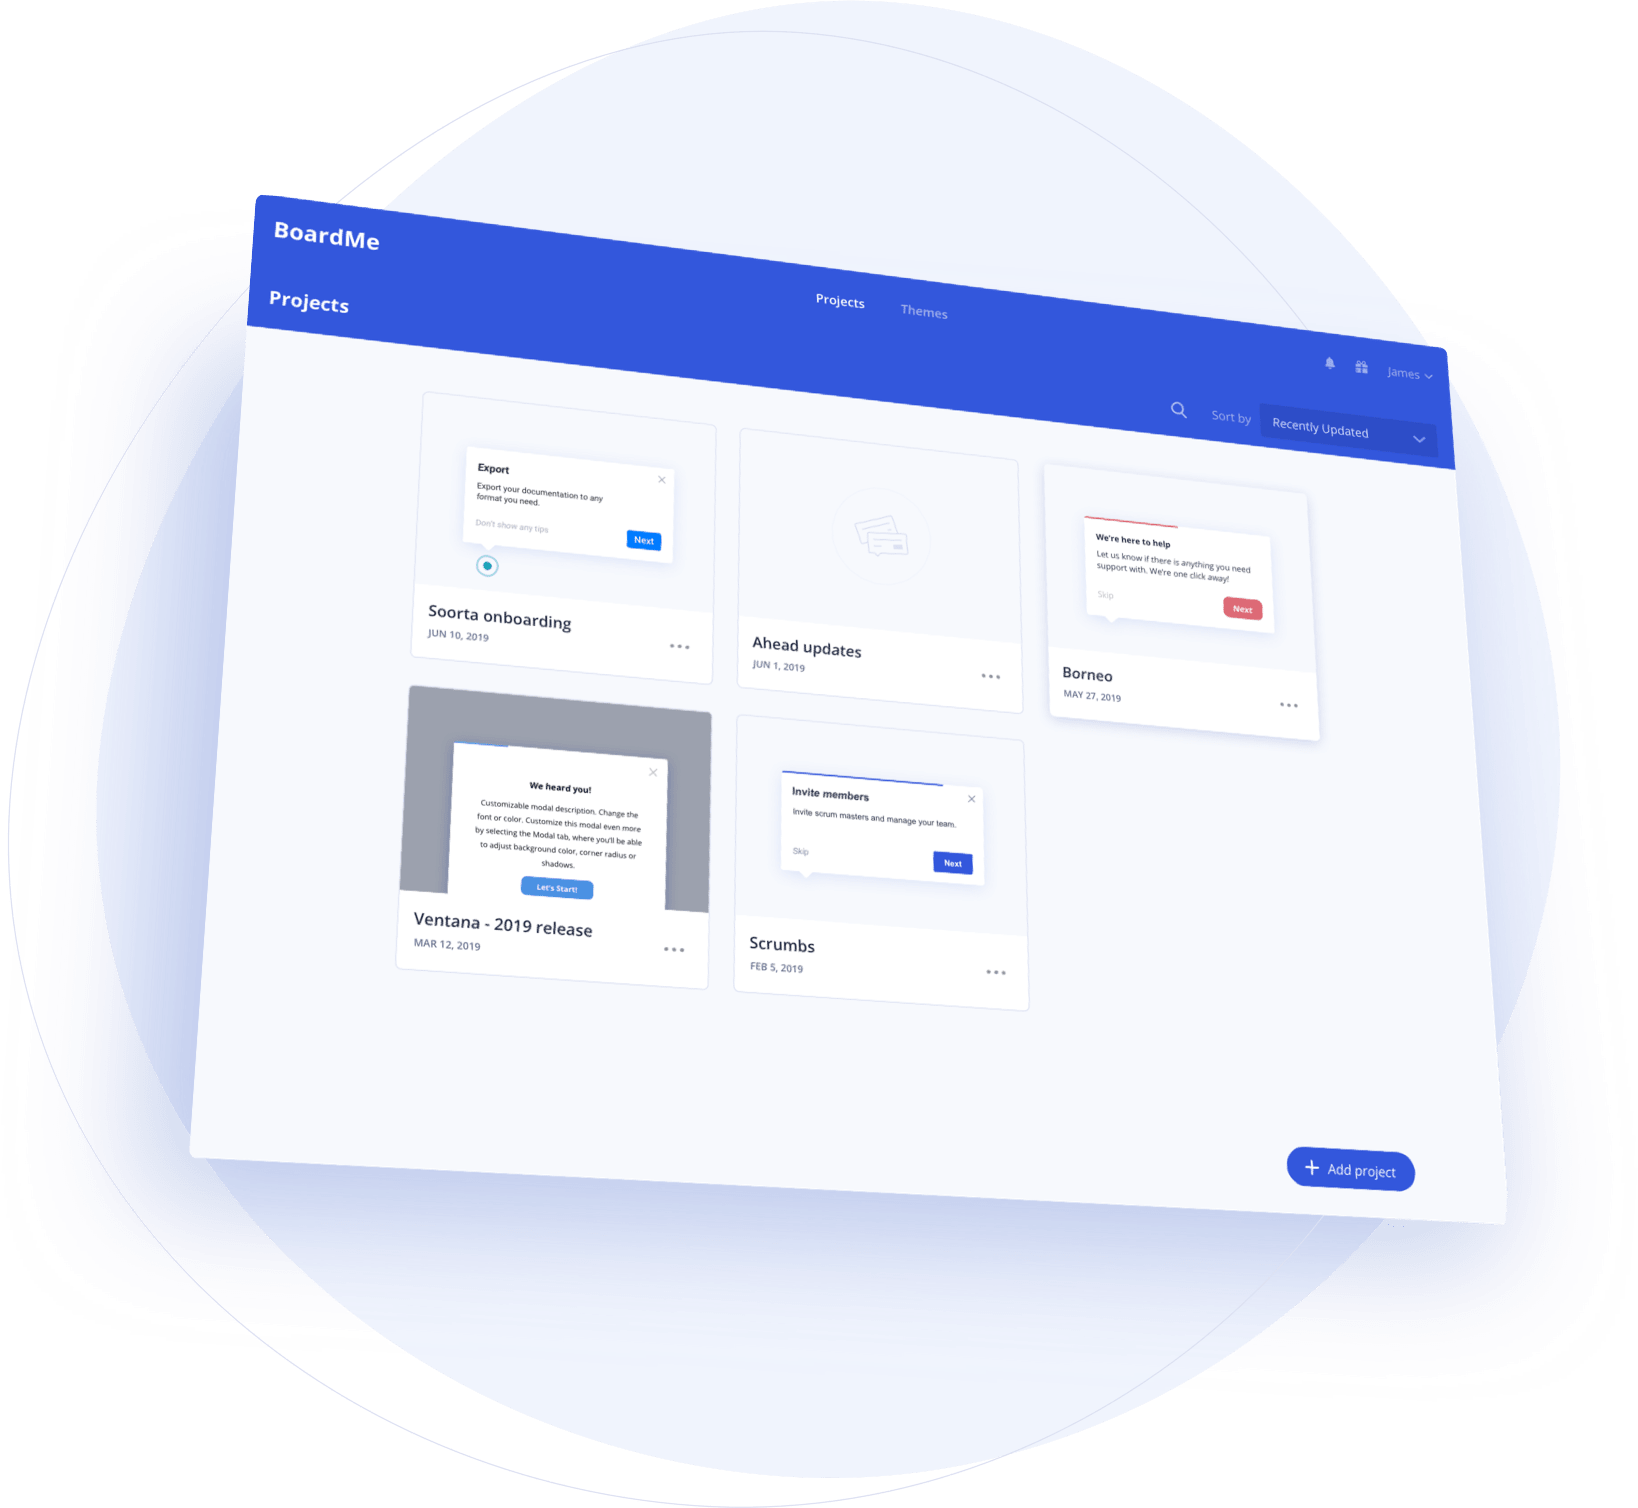 BoardMe
Projects Themes
James
Projects
Sort by Recently Updated
Export
Export your documentation to any
format you need.
Don't show any tips
Next
Soorta onboarding
JUN 10, 2019
Ahead updates
JUN 1, 2019
We're here to help
Let us know if there is anything you need
support with. We're one click away!
Skip
Next
Borneo
MAY 27, 2019
We heard you!
Customizable modal description. Change the
font or color. Customize this modal even more
by selecting the Modal tab, where you'll be able
to adjust background color, corner radius or
shadows.
Let's Start!
Ventana - 2019 release
MAR 12, 2019
Invite members
Invite scrum masters and manage your team.
Skip
Next
Scrumbs
FEB 5, 2019
Add project